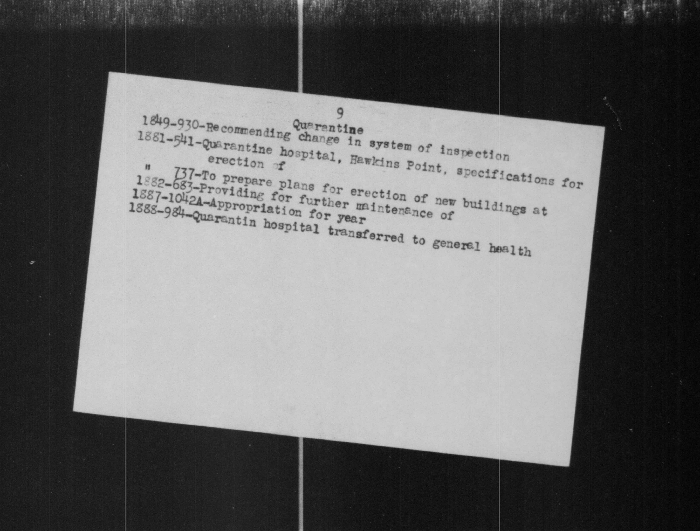 9
Quarantine
1849-930-Recommending change in system of inspection
1881-541-Quarantine hospital, Hawkins Point, specifications for
erection of
" 737-To prepare plans for erection of new buildings at
1882-683-Providing for further maintenance of
1887-1042A-Appropriation for year
1888-984-Quarantin hospital transferred to general health